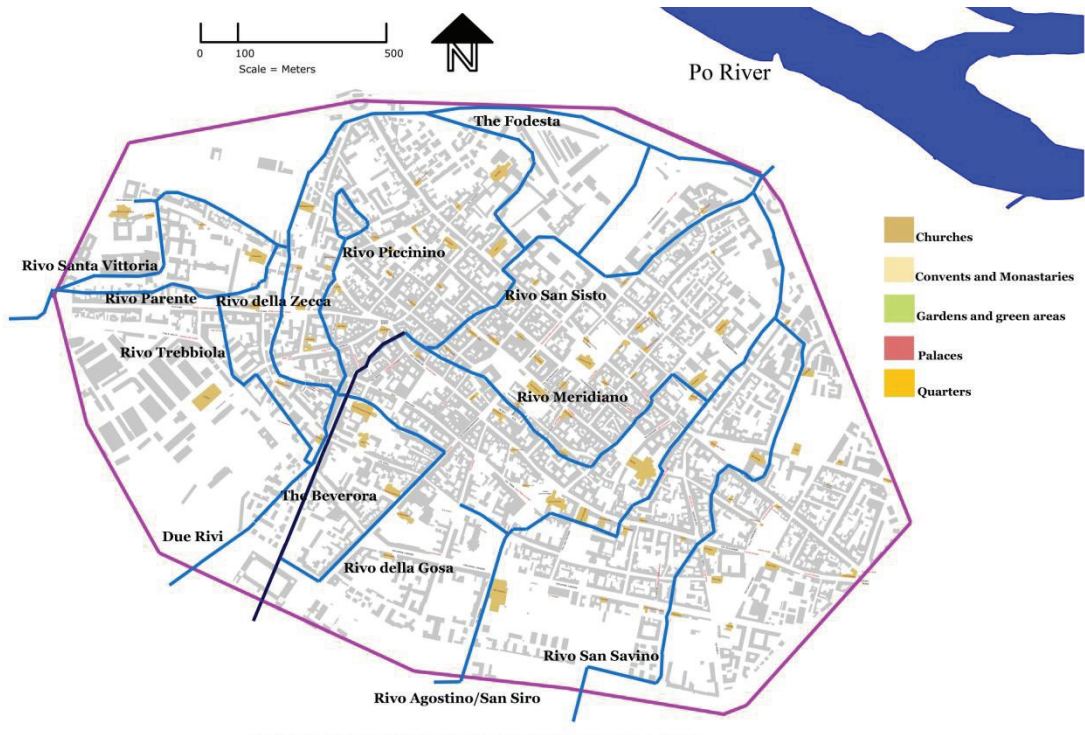 0 100 500
Scale = Meters
N
Po River
The Fodesta
Churches
Convents and Monastaries
Gardens and green areas
Palaces
Quarters
Rivo Piccinino
Rivo Santa Vittoria
Rivo Parente
Rivo della Zecca
Rivo San Sisto
Rivo Trebbiola
Rivo Meridiano
The Beverora
Due Rivi
Rivo della Gosa
Rivo San Savino
Rivo Agostino/San Siro